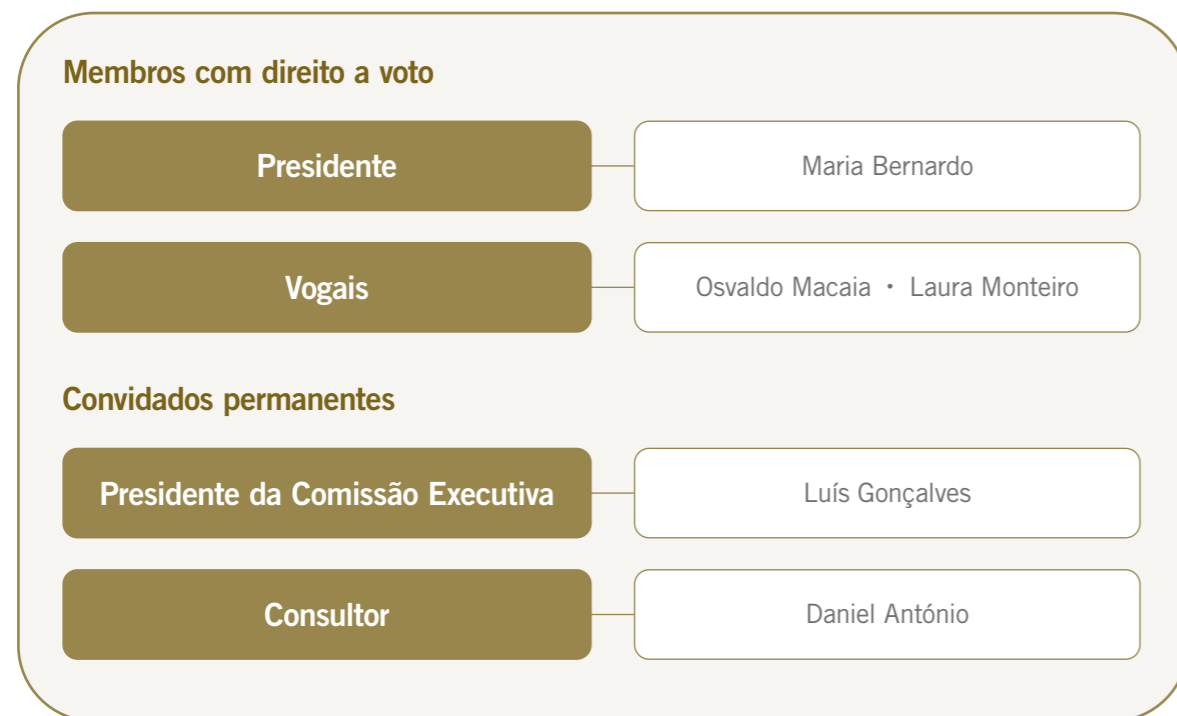 Membros com direito a voto
Presidente
Maria Bernardo
Vogais
Osvaldo Macaia • Laura Monteiro
Convidados permanentes
Presidente da Comissão Executiva
Luís Gonçalves
Consultor
Daniel António